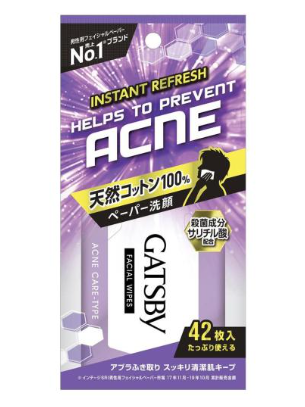 男性用フェイシャルペーパー
売上
No.1※ブランド
INSTANT REFRESH
HELPS TO PREVENT
ACNE
天然コットン100%
ペーパー洗顔
殺菌成分
サリチル酸
配合
ACNE CARE-TYPE
GATSBY
FACIAL WIPES
42枚入
たっぷり使える
アブラふき取り スッキリ清潔肌キープ